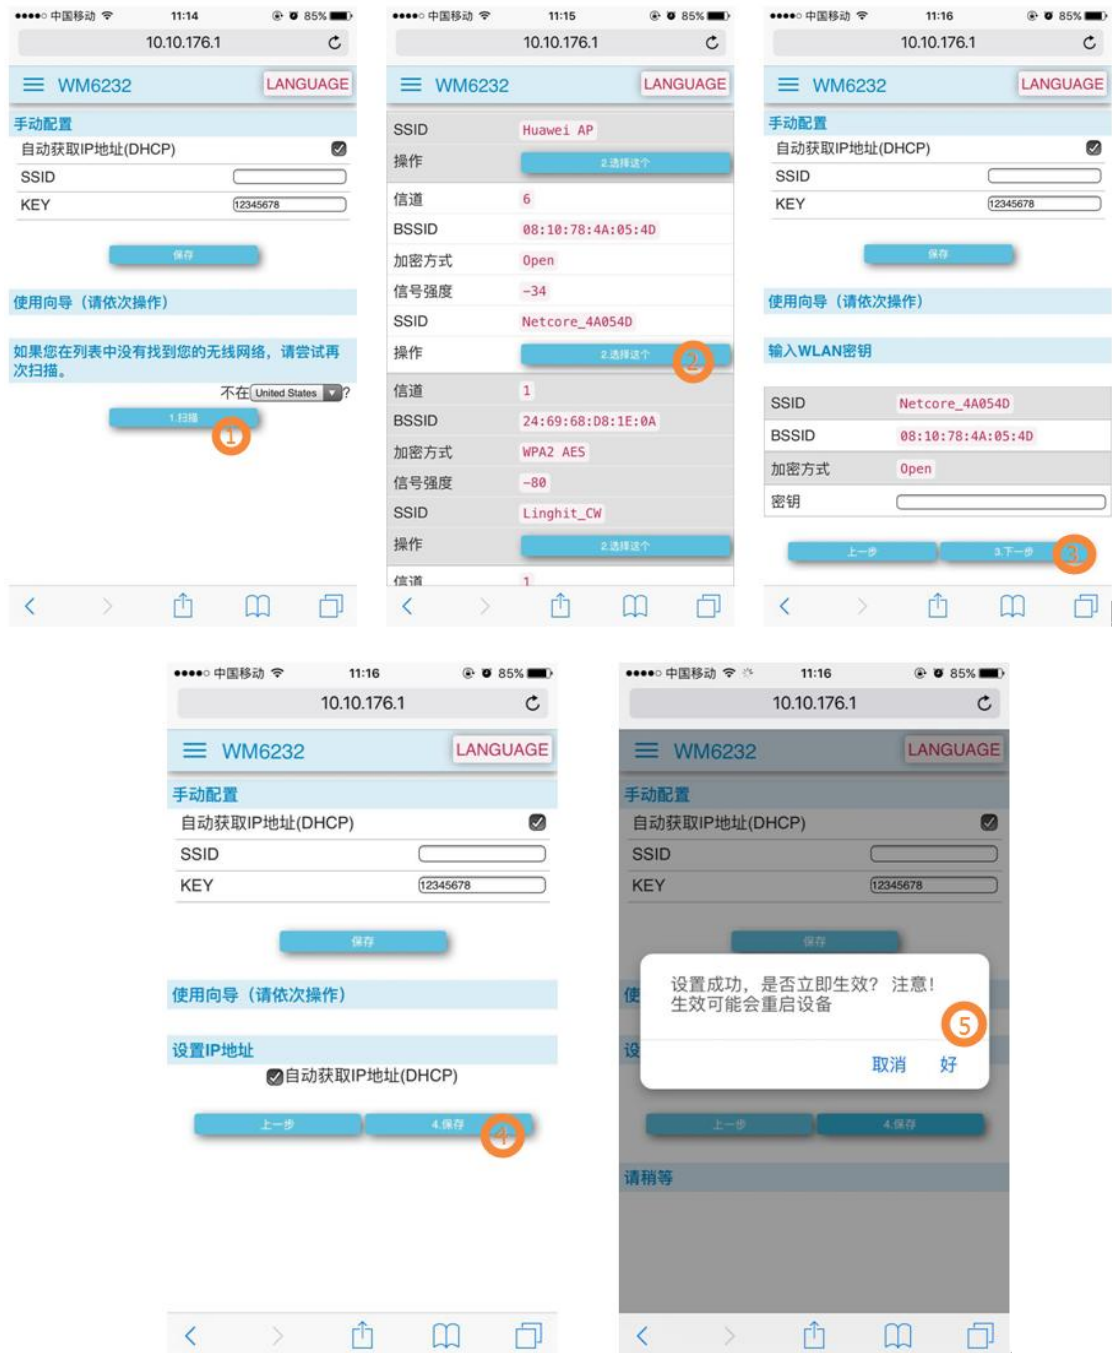 中国移动 11:14 85%
10.10.176.1
WM6232 LANGUAGE
手动配置
自动获取IP地址(DHCP)
SSID
KEY 12345678
保存
使用向导（请依次操作）
如果您在列表中没有找到您的无线网络，请尝试再
次扫描。
不在 United States ?
1.扫描 1
中国移动 11:15 85%
10.10.176.1
WM6232 LANGUAGE
SSID Huawei AP
操作 2.选择这个
信道 6
BSSID 08:10:78:4A:05:4D
加密方式 Open
信号强度 -34
SSID Netcore_4A054D
操作 2.选择这个 2
信道 1
BSSID 24:69:68:D8:1E:0A
加密方式 WPA2 AES
信号强度 -80
SSID Linghit_CW
操作 2.选择这个
信道 1
中国移动 11:16 85%
10.10.176.1
WM6232 LANGUAGE
手动配置
自动获取IP地址(DHCP)
SSID
KEY 12345678
保存
使用向导（请依次操作）
输入WLAN密钥
SSID Netcore_4A054D
BSSID 08:10:78:4A:05:4D
加密方式 Open
密钥
上一步 3.下一步 3
中国移动 11:16 85%
10.10.176.1
WM6232 LANGUAGE
手动配置
自动获取IP地址(DHCP)
SSID
KEY 12345678
保存
使用向导（请依次操作）
设置IP地址
自动获取IP地址(DHCP)
上一步 4.保存 4
中国移动 11:16 85%
10.10.176.1
WM6232 LANGUAGE
手动配置
自动获取IP地址(DHCP)
SSID
KEY 12345678
保存
使
设置成功，是否立即生效？ 注意！
生效可能会重启设备
5
设
取消 好
上一步 4.保存
请稍等